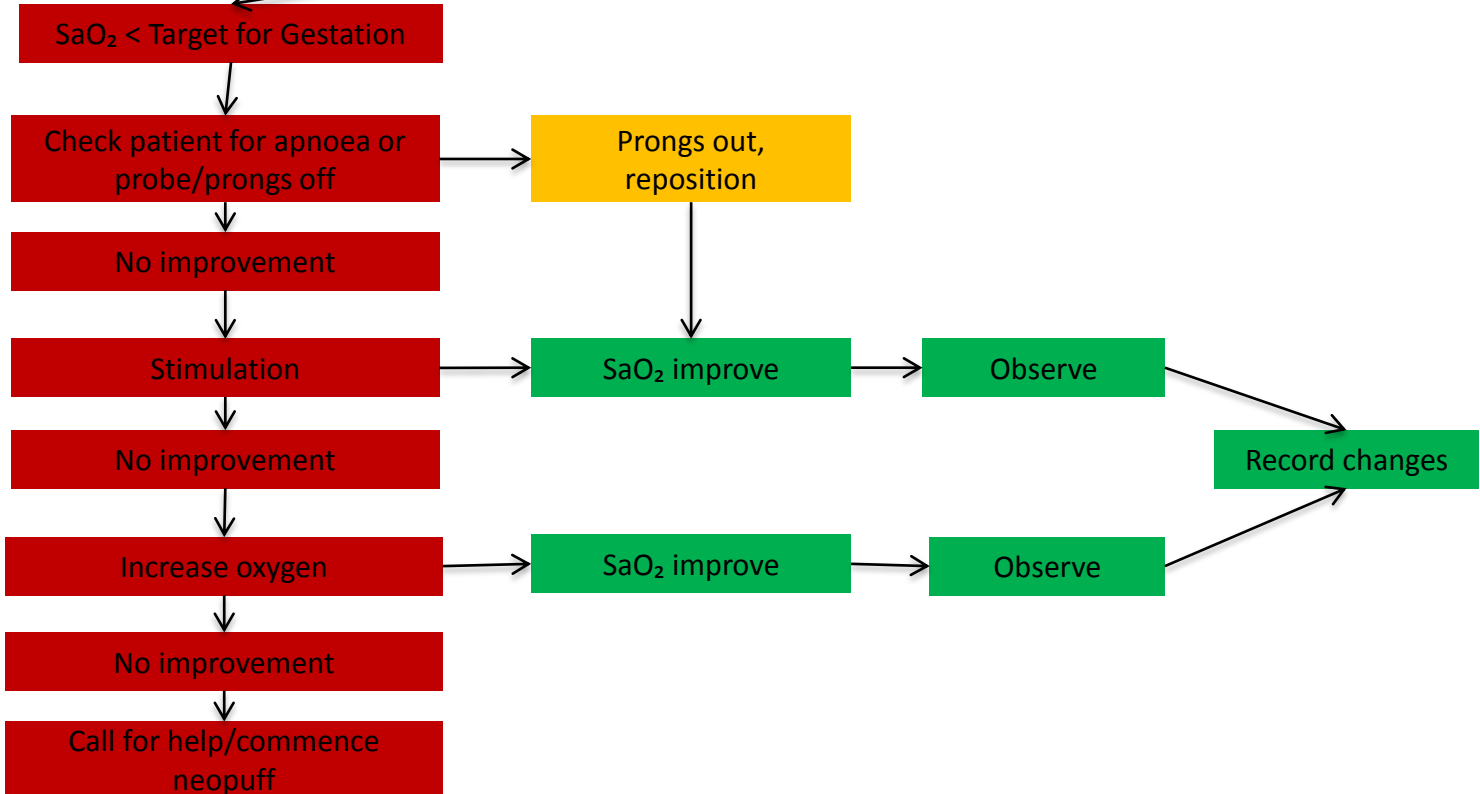 SaO₂ < Target for Gestation
Check patient for apnoea or
probe/prongs off
Prongs out,
reposition
No improvement
Stimulation
SaO₂ improve
Observe
No improvement
Record changes
Increase oxygen
SaO₂ improve
Observe
No improvement
Call for help/commence
neopuff